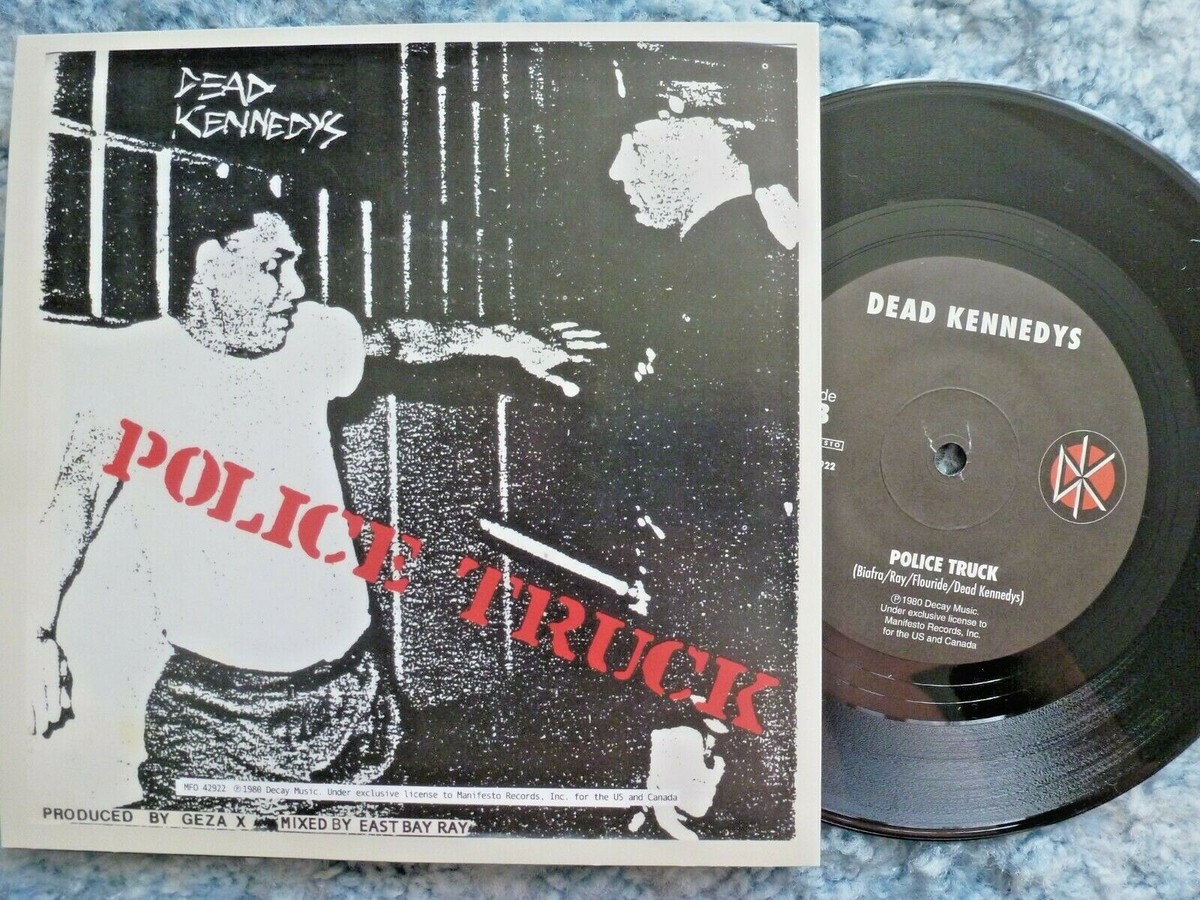 DEAD
KENNEDYS
POLICE TRUCK
MFO 42922 ℗1980 Decay Music. Under exclusive license to Manifesto Records, Inc. for the US and Canada
PRODUCED BY GEZA X MIXED BY EAST BAY RAY
DEAD KENNEDYS
DK
POLICE TRUCK
(Biafra/Ray/Flouride/Dead Kennedys)
℗1980 Decay Music.
Under exclusive license to
Manifesto Records, Inc.
for the US and Canada